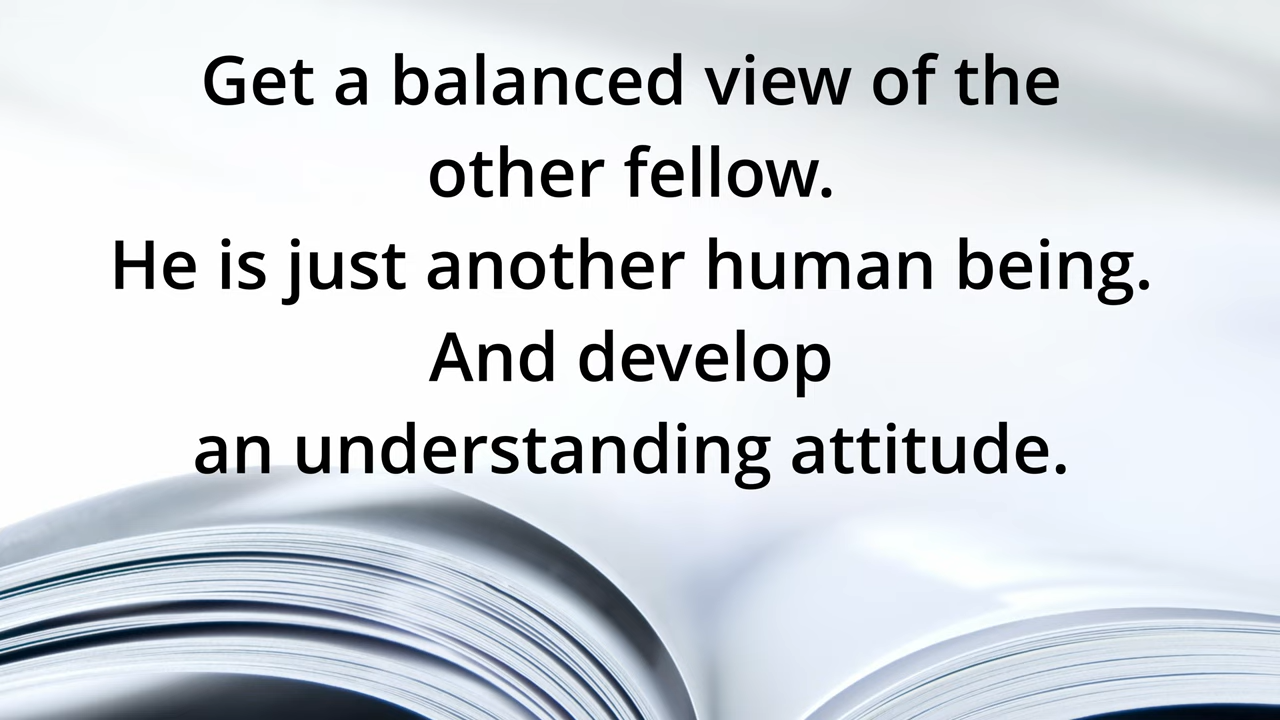 Get a balanced view of the
other fellow.
He is just another human being.
And develop
an understanding attitude.